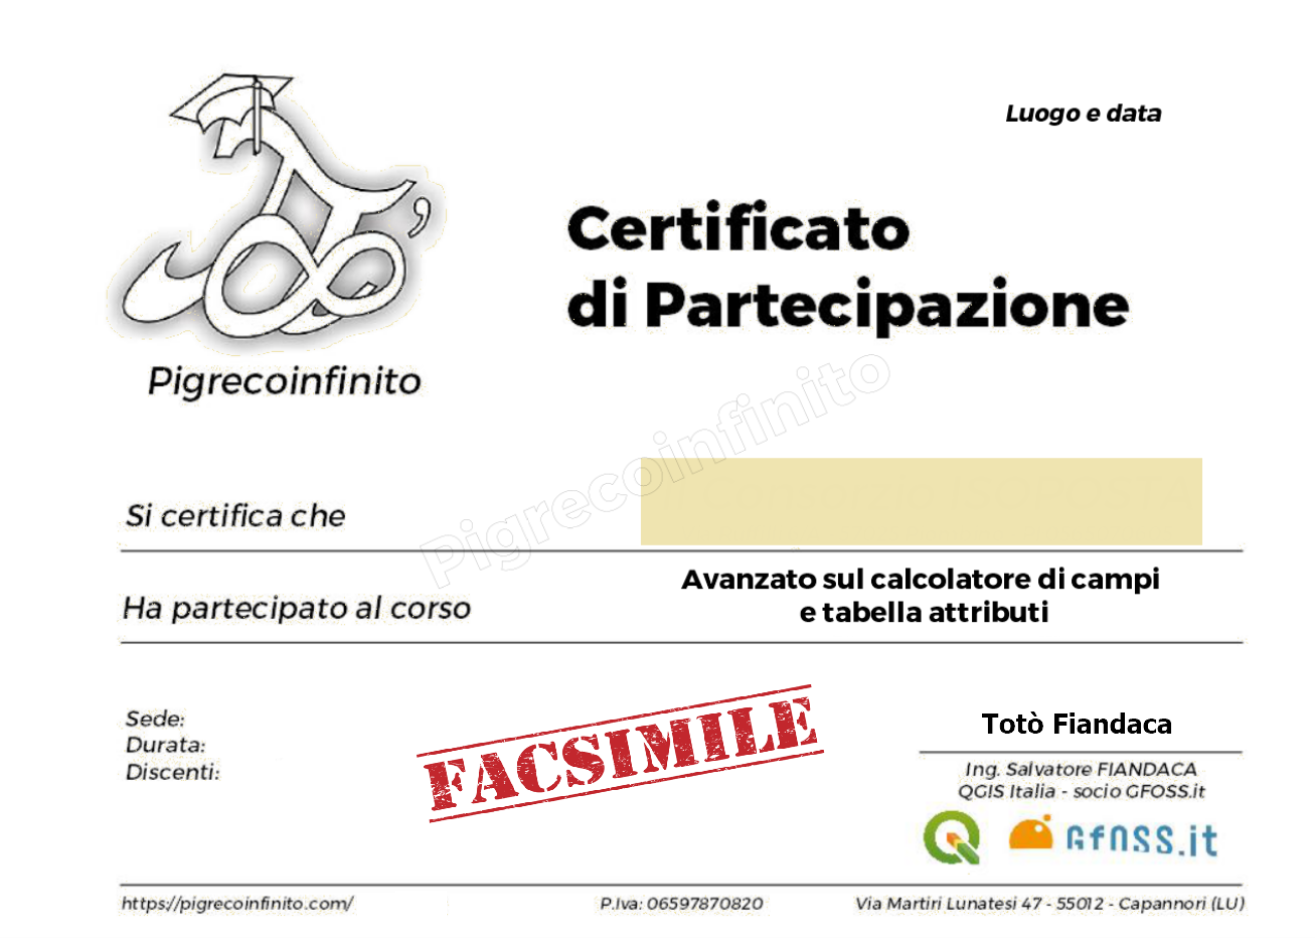 Luogo e data
Certificato
di Partecipazione
Pigrecoinfinito
Pigrecoinfinito
Si certifica che
Avanzato sul calcolatore di campi
e tabella attributi
Ha partecipato al corso
Sede:
Durata:
Discenti:
FACSIMILE
Totò Fiandaca
Ing. Salvatore FIANDACA
QGIS Italia - socio GFOSS.it
GFOSS.it
https://pigrecoinfinito.com/
P.Iva: 06597870820
Via Martiri Lunatesi 47 - 55012 - Capannori (LU)